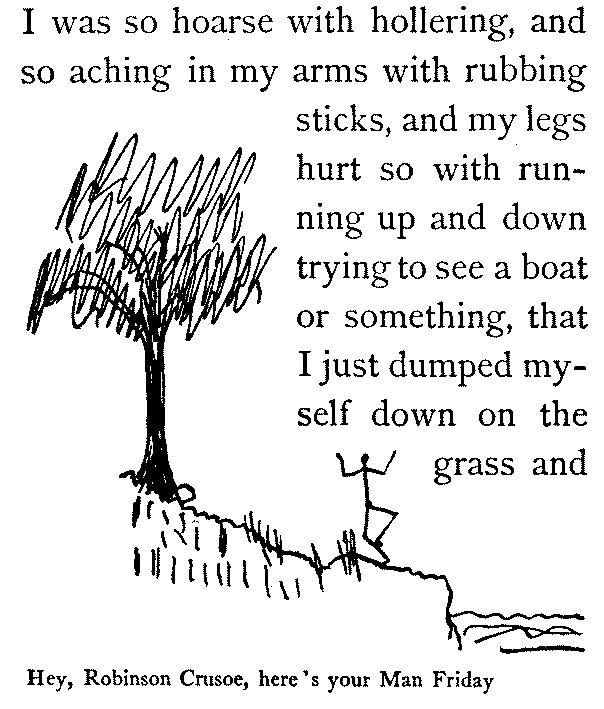 I was so hoarse with hollering, and
so aching in my arms with rubbing
sticks, and my legs
hurt so with run-
ning up and down
trying to see a boat
or something, that
I just dumped my-
self down on the
grass and
Hey, Robinson Crusoe, here's your Man Friday